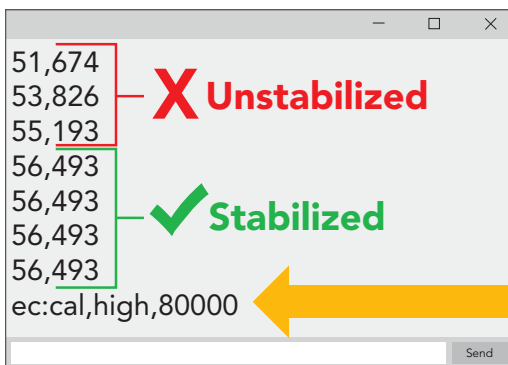 51,674
53,826
55,193
X Unstabilized
56,493
56,493
56,493
56,493
Stabilized
ec:cal,high,80000
Send